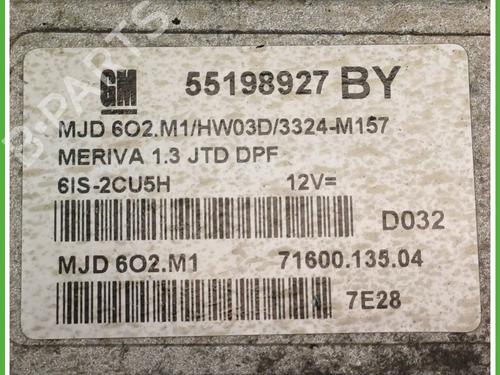 GM 55198927 BY
MJD 6O2.M1/HW03D/3324-M157
MERIVA 1.3 JTD DPF
6IS-2CU5H 12V=
D032
MJD 6O2.M1 71600.135.04
7E28
B-PARTS